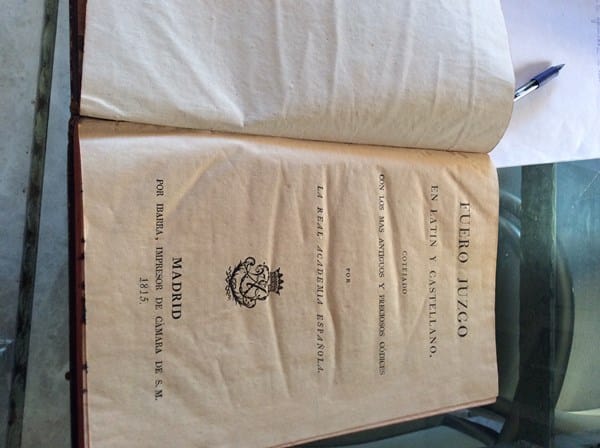 FUERO JUZGO
EN LATIN Y CASTELLANO,
COTEJADO
CON LOS MAS ANTIGUOS Y PRECIOSOS CÓDICES
POR
LA REAL ACADEMIA ESPAÑOLA.
MADRID
POR IBARRA, IMPRESOR DE CÁMARA DE S. M.
1815.